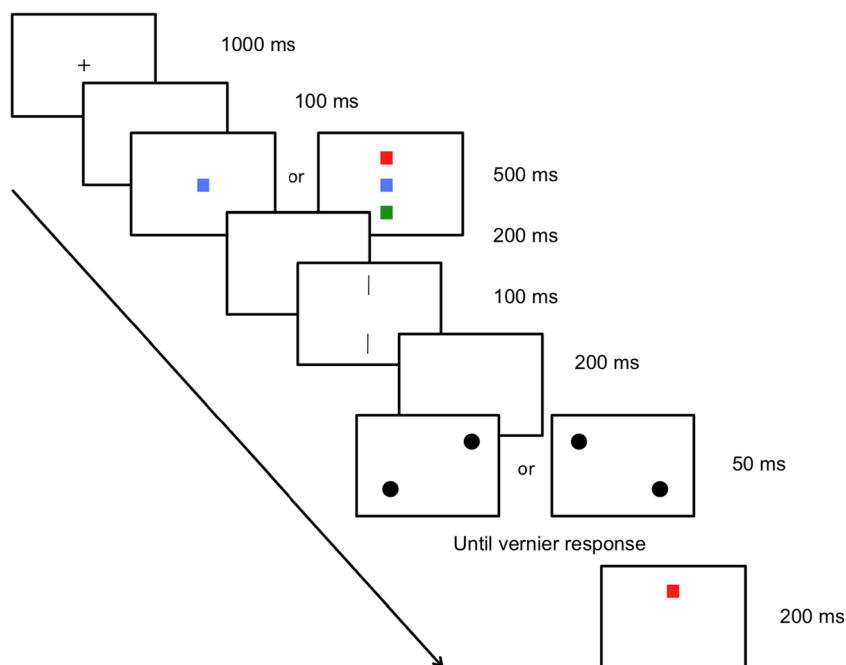 1000 ms
100 ms
or
500 ms
200 ms
100 ms
200 ms
or
50 ms
Until vernier response
200 ms